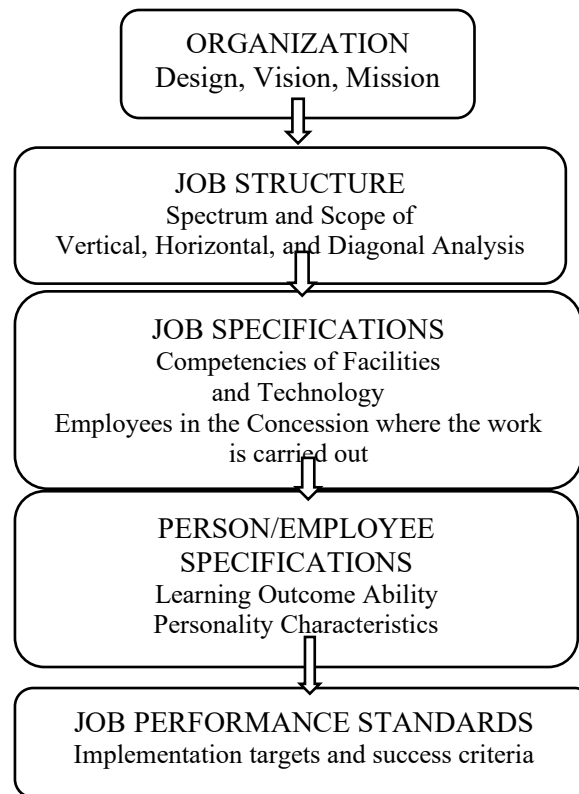 ORGANIZATION
Design, Vision, Mission
JOB STRUCTURE
Spectrum and Scope of
Vertical, Horizontal, and Diagonal Analysis
JOB SPECIFICATIONS
Competencies of Facilities
and Technology
Employees in the Concession where the work
is carried out
PERSON/EMPLOYEE
SPECIFICATIONS
Learning Outcome Ability
Personality Characteristics
JOB PERFORMANCE STANDARDS
Implementation targets and success criteria